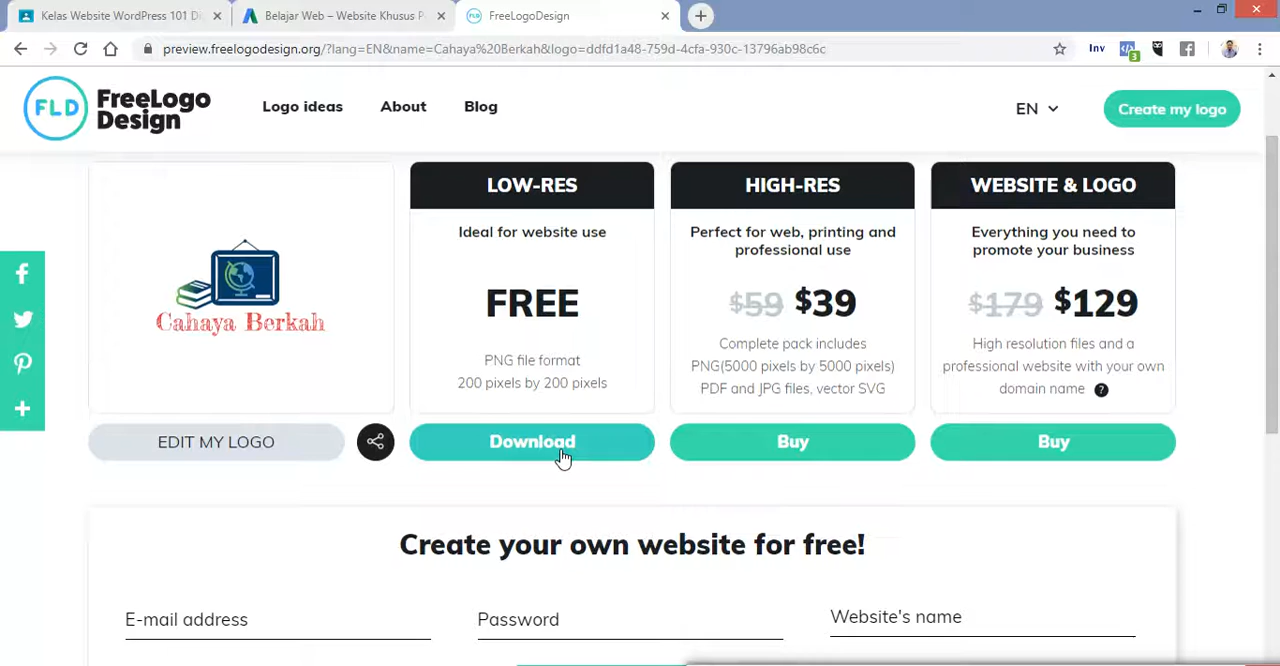 Kelas Website WordPress 101 Di
Belajar Web – Website Khusus P
FreeLogoDesign
preview.freelogodesign.org/?lang=EN&name=Cahaya%20Berkah&logo=ddfd1a48-759d-4cfa-930c-13796ab98c6c
Inv
3
FLD
FreeLogo
Design
Logo ideas
About
Blog
EN
Create my logo
Cahaya Berkah
EDIT MY LOGO
LOW-RES
Ideal for website use
FREE
PNG file format
200 pixels by 200 pixels
Download
HIGH-RES
Perfect for web, printing and
professional use
$59 $39
Complete pack includes
PNG(5000 pixels by 5000 pixels)
PDF and JPG files, vector SVG
Buy
WEBSITE & LOGO
Everything you need to
promote your business
$179 $129
High resolution files and a
professional website with your own
domain name ?
Buy
Create your own website for free!
E-mail address
Password
Website's name